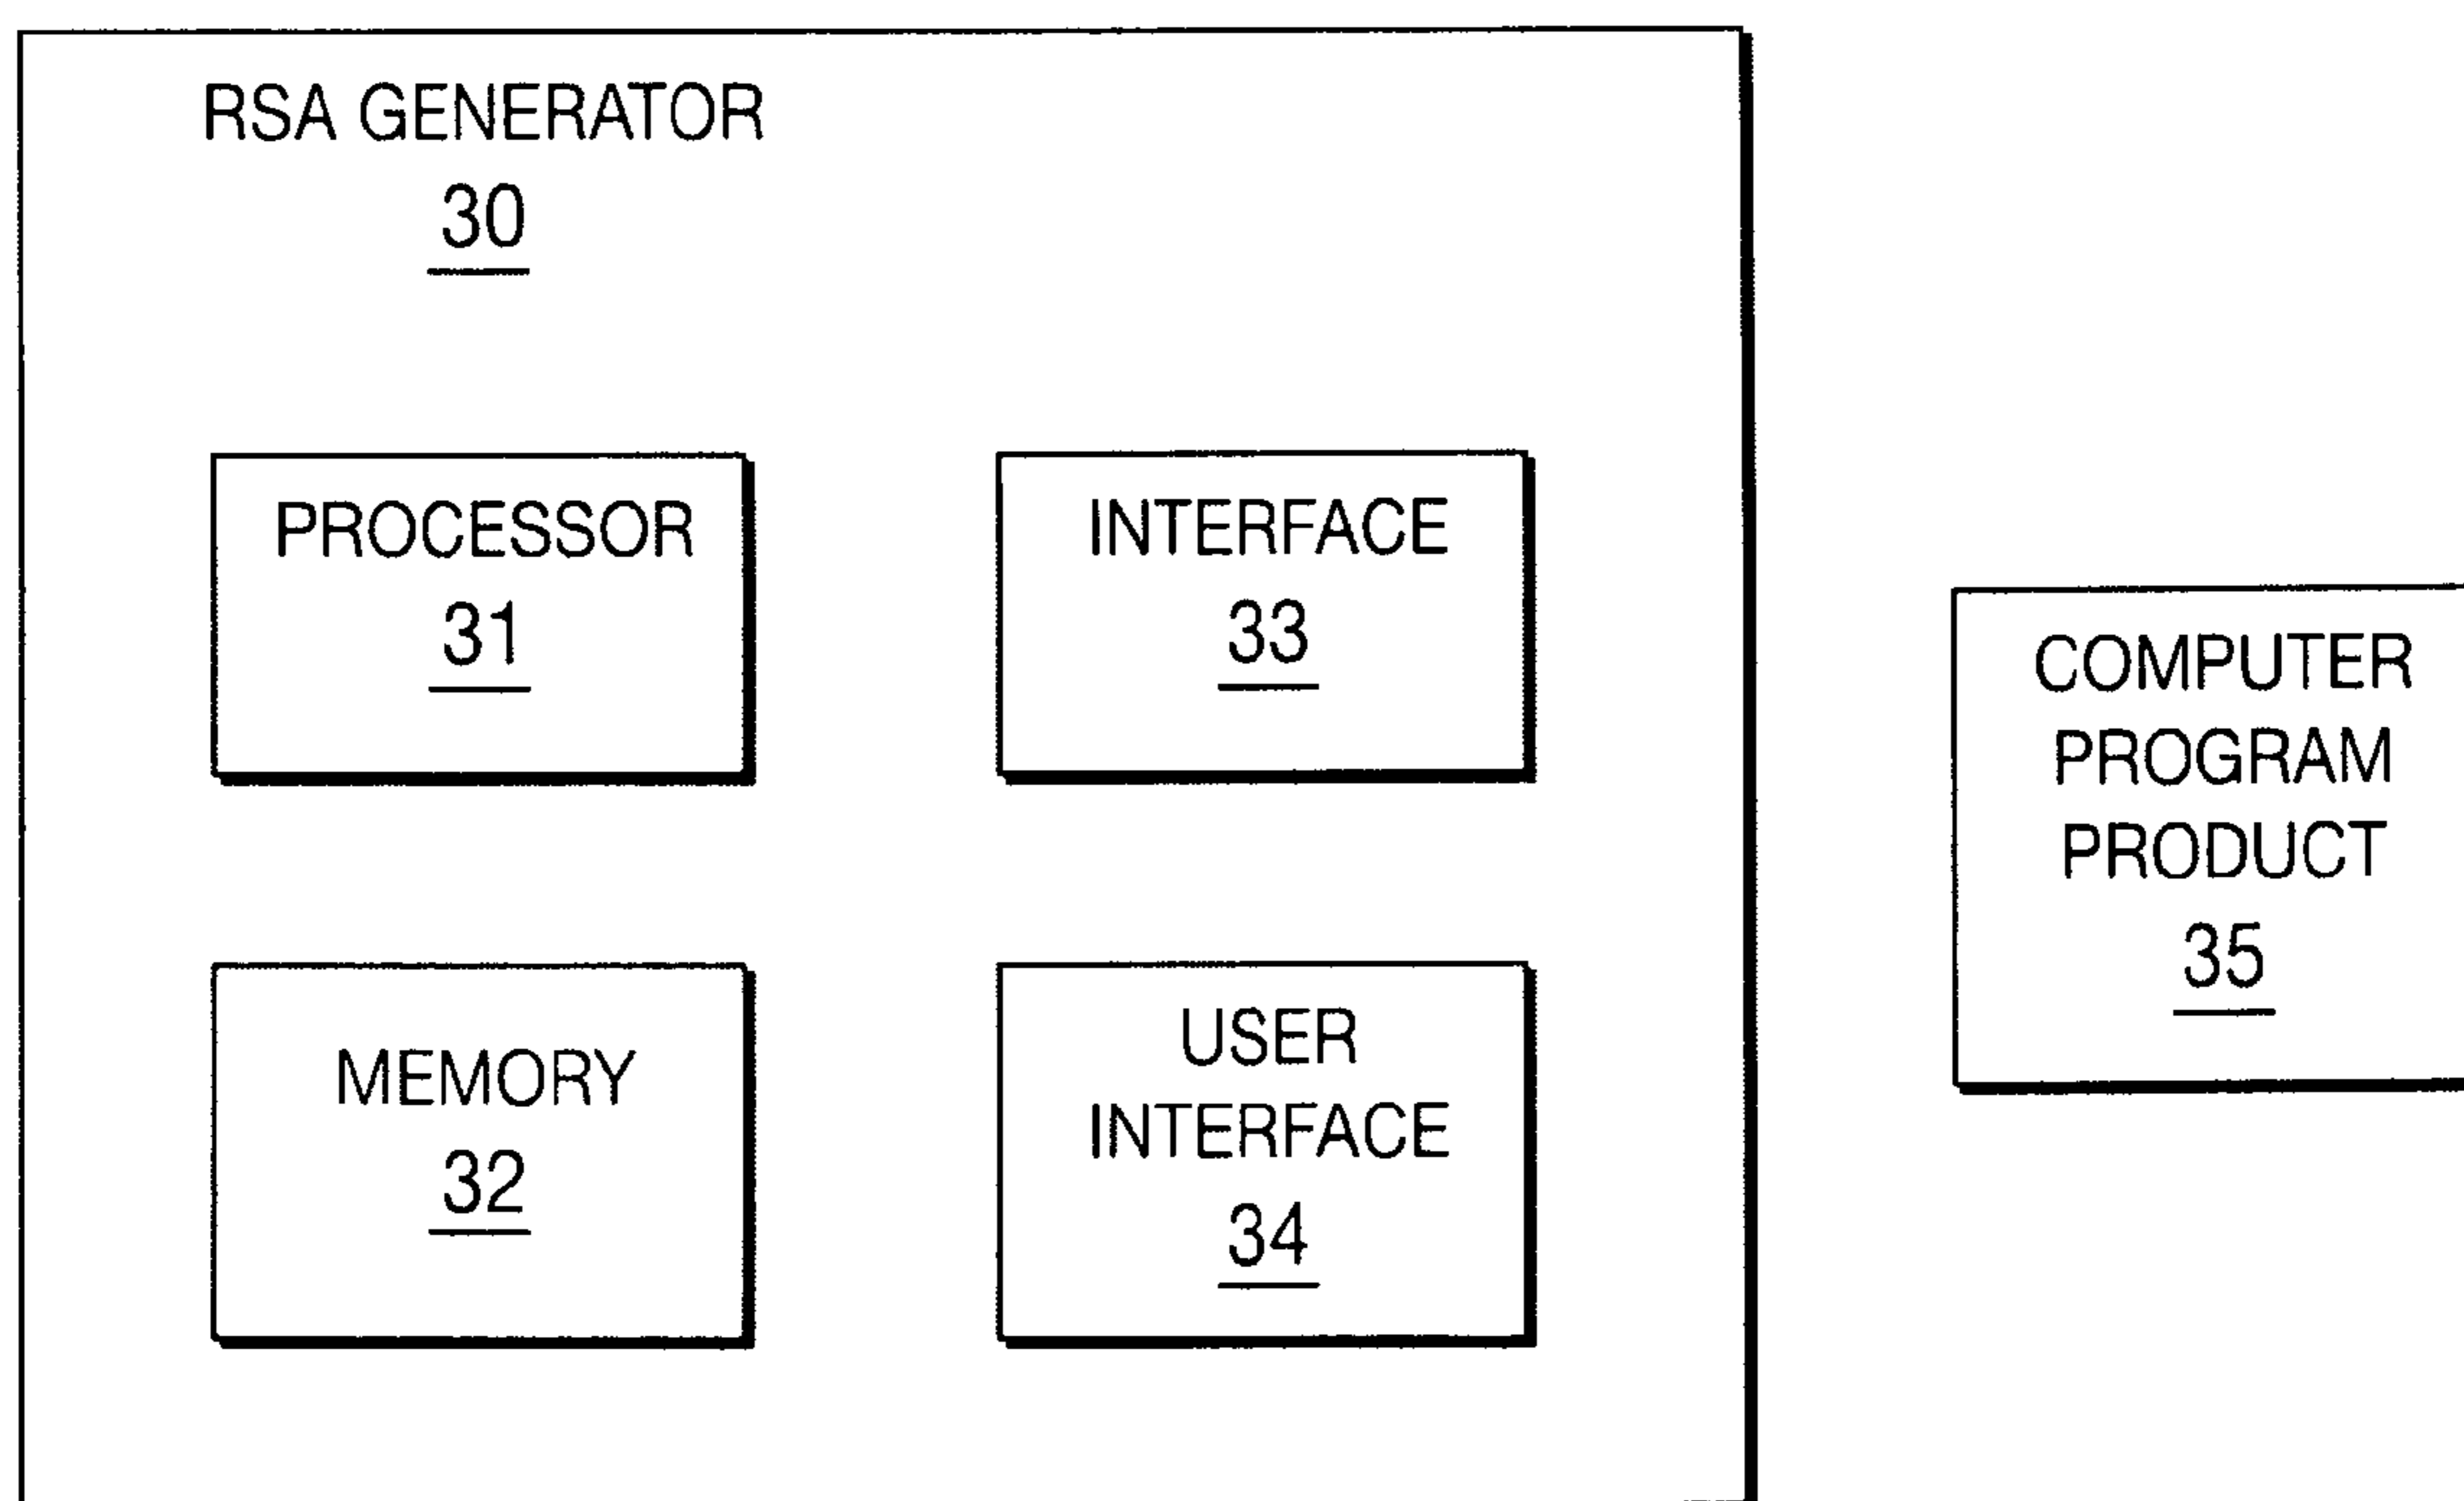 RSA GENERATOR
30
PROCESSOR
31
INTERFACE
33
MEMORY
32
USER
INTERFACE
34
COMPUTER
PROGRAM
PRODUCT
35